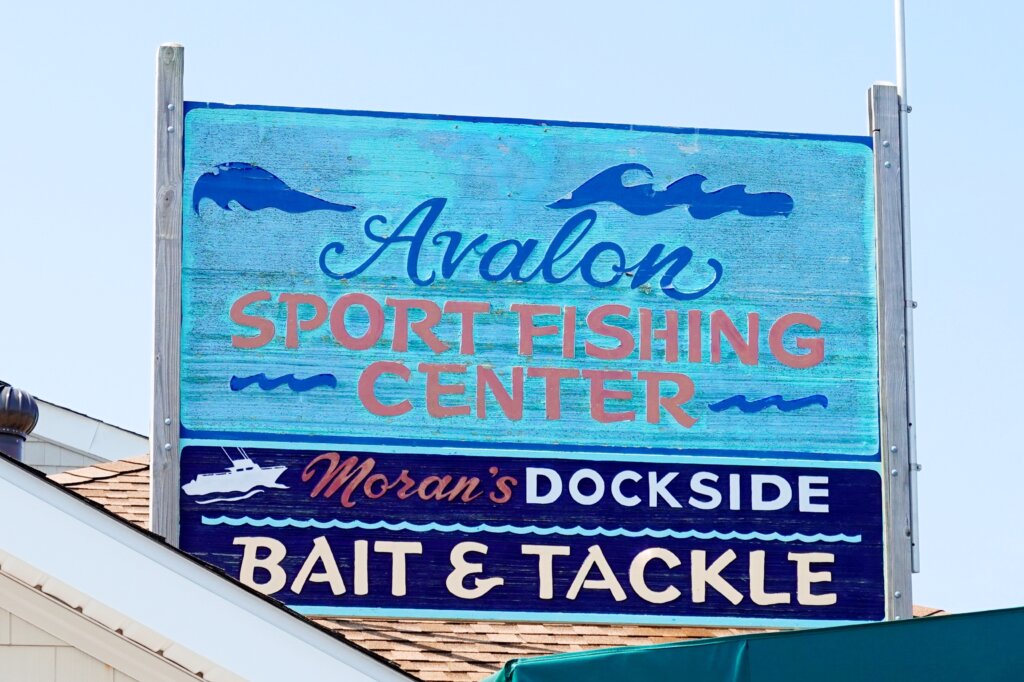 Avalon
SPORT FISHING
CENTER
Moran's DOCKSIDE
BAIT & TACKLE